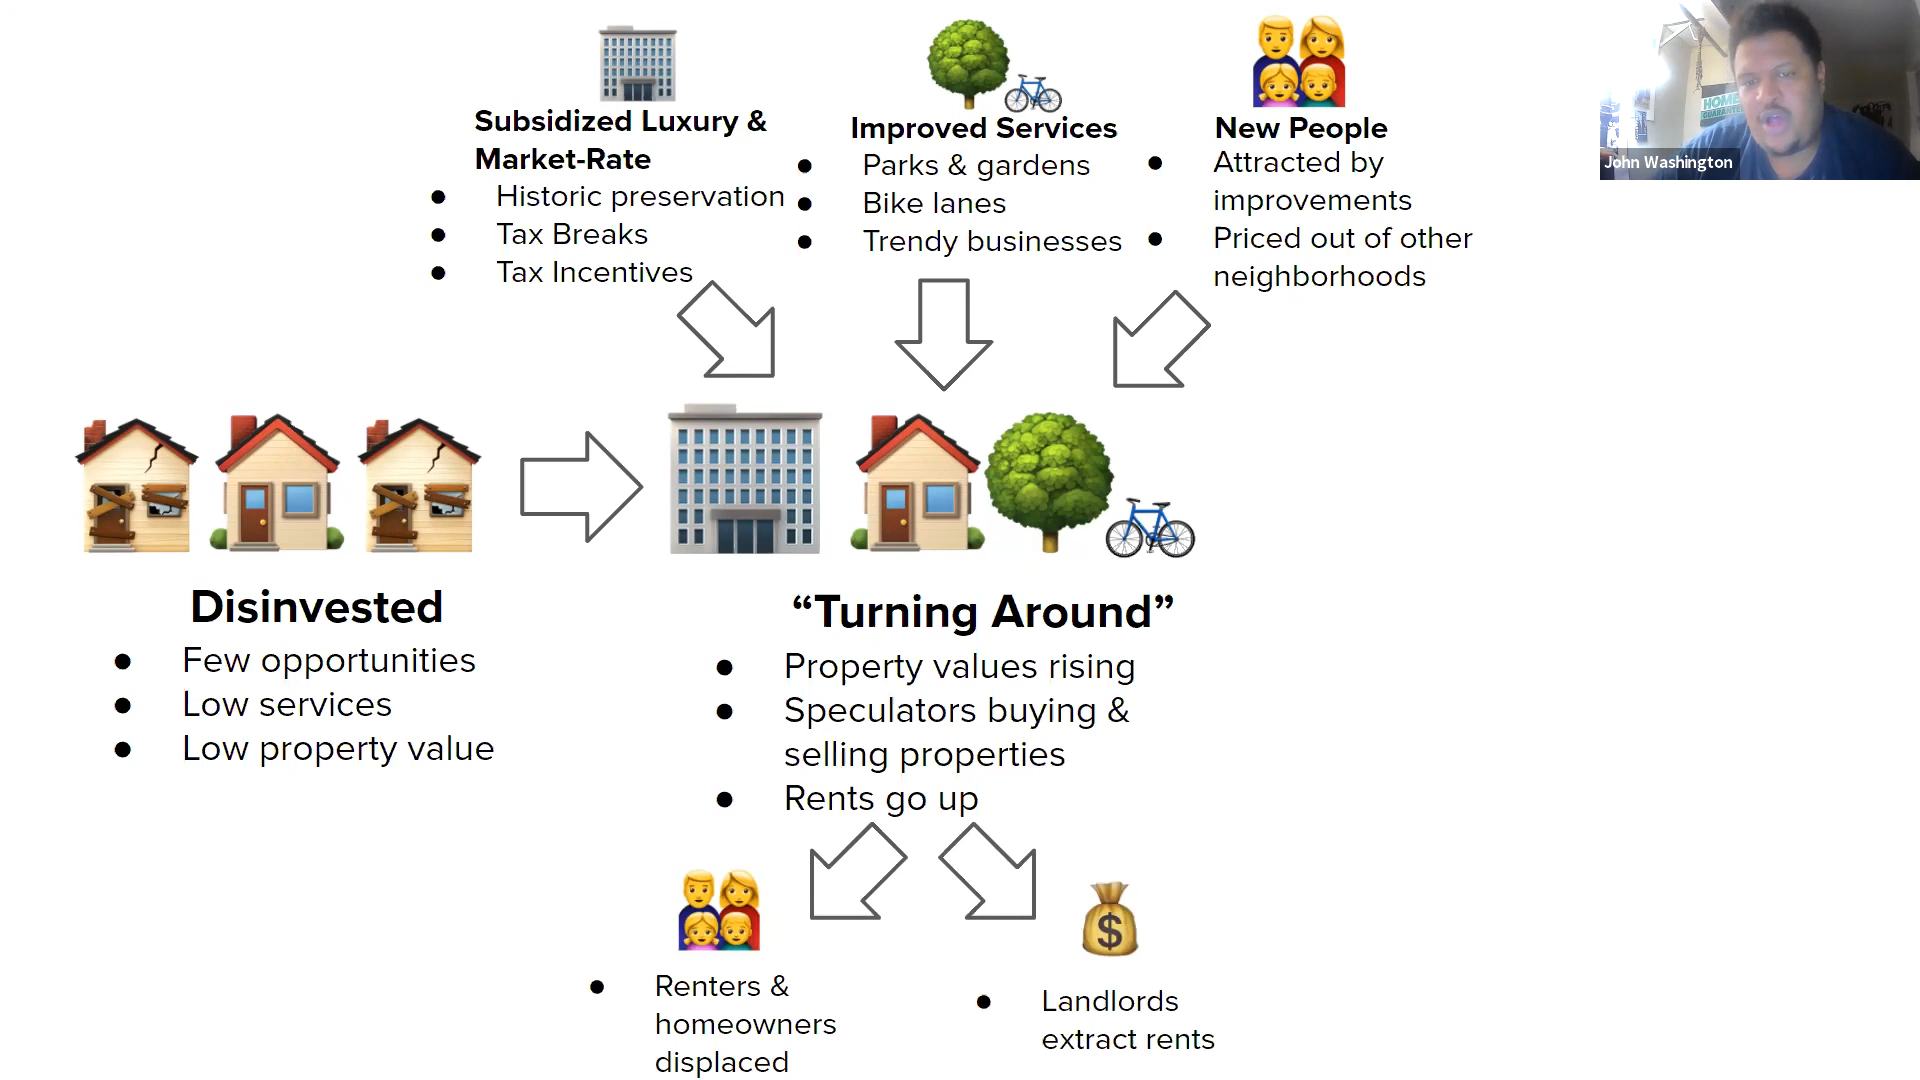 Subsidized Luxury &
Market-Rate
● Historic preservation
● Tax Breaks
● Tax Incentives
Improved Services
● Parks & gardens
● Bike lanes
● Trendy businesses
New People
● Attracted by
improvements
● Priced out of other
neighborhoods
HOME
GUARANTEE
John Washington
Disinvested
● Few opportunities
● Low services
● Low property value
“Turning Around”
● Property values rising
● Speculators buying &
selling properties
● Rents go up
● Renters &
homeowners
displaced
$
● Landlords
extract rents